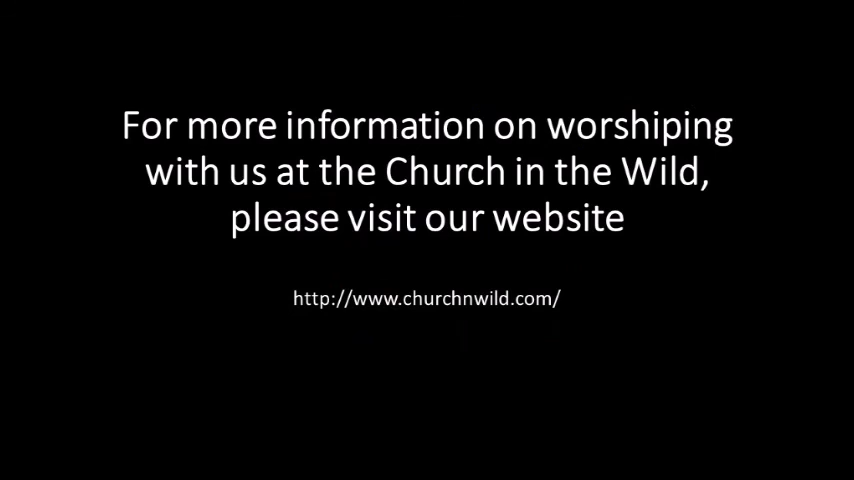 For more information on worshiping
with us at the Church in the Wild,
please visit our website
http://www.churchnwild.com/